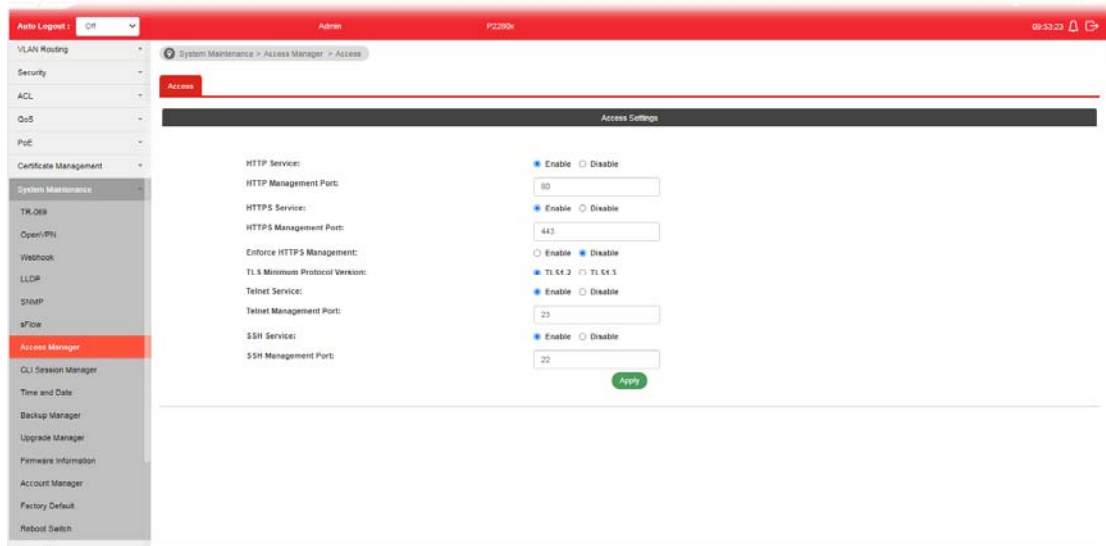 Auto Logout : Off Admin P2280x 09:53:23
VLAN Routing
Security
ACL
QoS
PoE
Certificate Management
System Maintenance
TR-069
OpenVPN
Webhook
LLDP
SNMP
sFlow
Access Manager
CLI Session Manager
Time and Date
Backup Manager
Upgrade Manager
Firmware Information
Account Manager
Factory Default
Reboot Switch
System Maintenance > Access Manager > Access
Access
Access Settings
HTTP Service: Enable Disable
HTTP Management Port: 80
HTTPS Service: Enable Disable
HTTPS Management Port: 443
Enforce HTTPS Management: Enable Disable
TLS Minimum Protocol Version: TLS1.2 TLS1.3
Telnet Service: Enable Disable
Telnet Management Port: 23
SSH Service: Enable Disable
SSH Management Port: 22
Apply